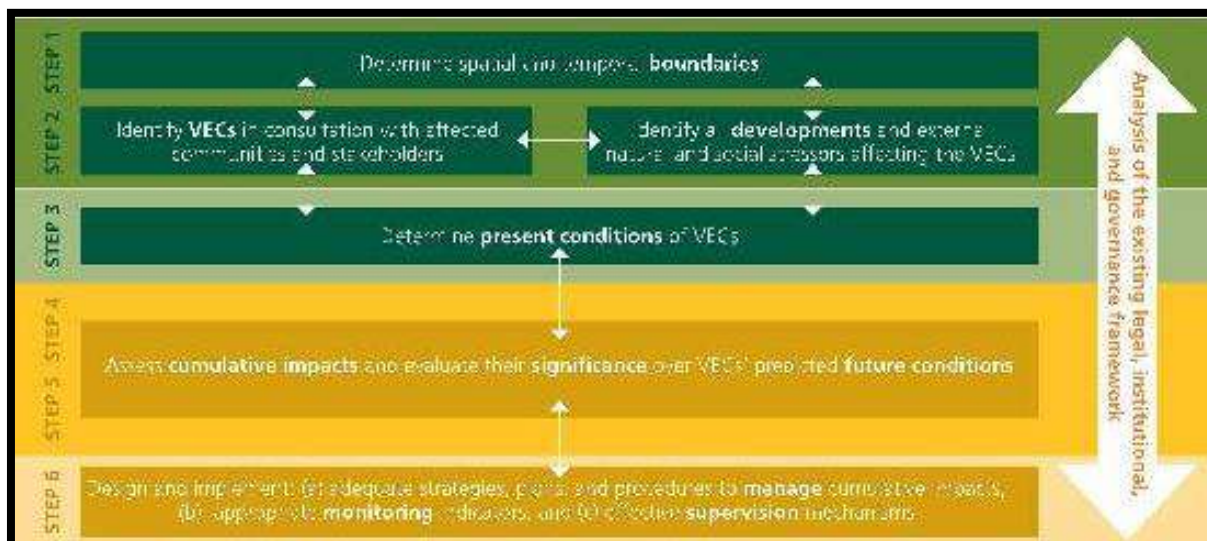 STEP 1
Determine spatial and temporal boundaries
STEP 2
Identify VECs in consultation with affected
communities and stakeholders
Identify all developments and external
natural and social stressors affecting the VECs
STEP 3
Determine present conditions of VECs
STEP 4
STEP 5
Assess cumulative impacts and evaluate their significance over VECs' predicted future conditions
STEP 6
Design and implement: (a) adequate strategies, plans, and procedures to manage cumulative impacts,
(b) appropriate monitoring indicators, and (c) effective supervision mechanisms
Analysis of the existing legal, institutional,
and governance framework